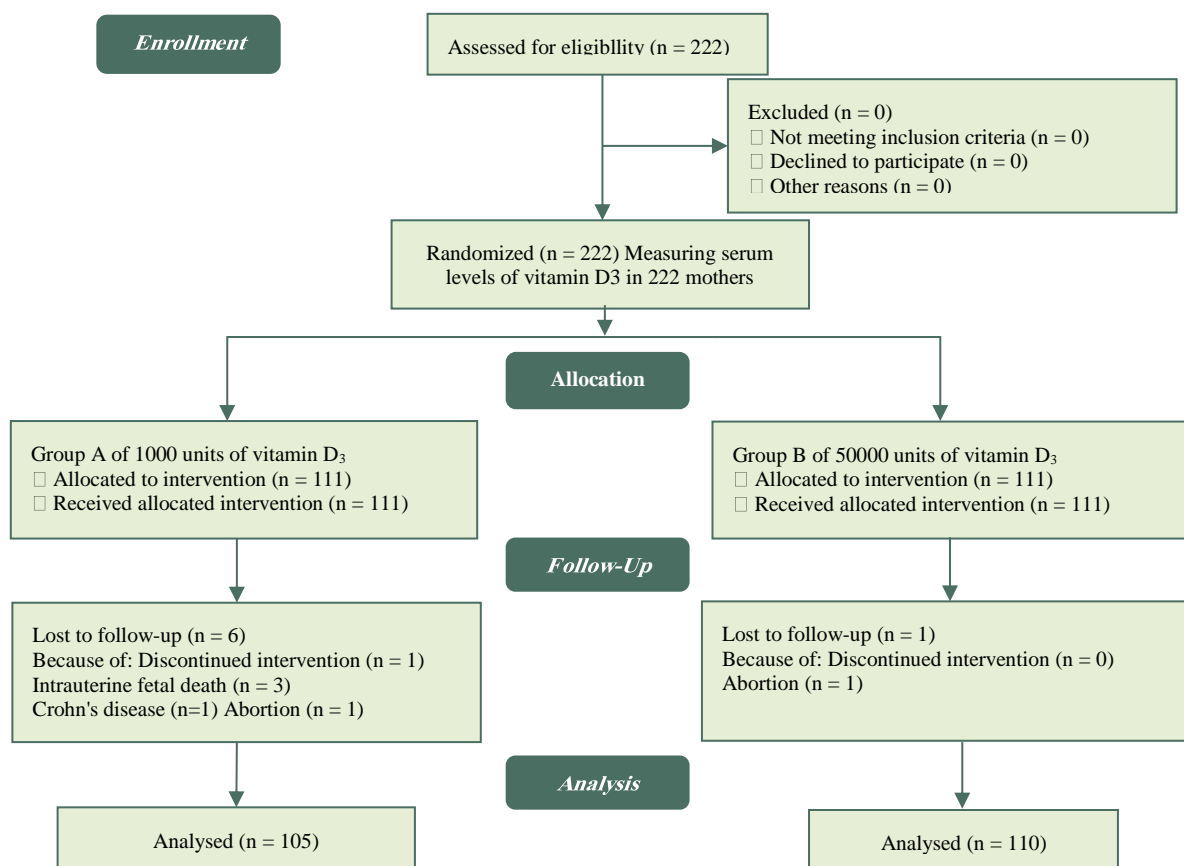 Enrollment
Assessed for eligibllity (n = 222)
Excluded (n = 0)
□ Not meeting inclusion criteria (n = 0)
□ Declined to participate (n = 0)
□ Other reasons (n = 0)
Randomized (n = 222) Measuring serum
levels of vitamin D3 in 222 mothers
Allocation
Group A of 1000 units of vitamin D₃
□ Allocated to intervention (n = 111)
□ Received allocated intervention (n = 111)
Group B of 50000 units of vitamin D₃
□ Allocated to intervention (n = 111)
□ Received allocated intervention (n = 111)
Follow-Up
Lost to follow-up (n = 6)
Because of: Discontinued intervention (n = 1)
Intrauterine fetal death (n = 3)
Crohn's disease (n=1) Abortion (n = 1)
Lost to follow-up (n = 1)
Because of: Discontinued intervention (n = 0)
Abortion (n = 1)
Analysis
Analysed (n = 105)
Analysed (n = 110)